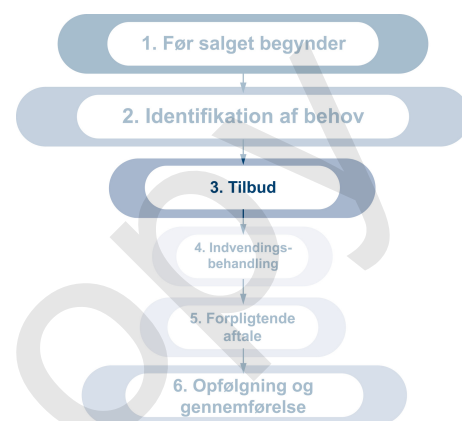 1. Før salget begynder
2. Identifikation af behov
3. Tilbud
4. Indvendings-
behandling
5. Forpligtende
aftale
6. Opfølgning og
gennemførelse